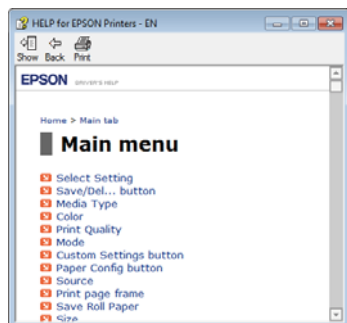 HELP for EPSON Printers - EN
Show Back Print
EPSON DRIVER'S HELP
Home > Main tab
Main menu
Select Setting
Save/Del... button
Media Type
Color
Print Quality
Mode
Custom Settings button
Paper Config button
Source
Print page frame
Save Roll Paper
Size